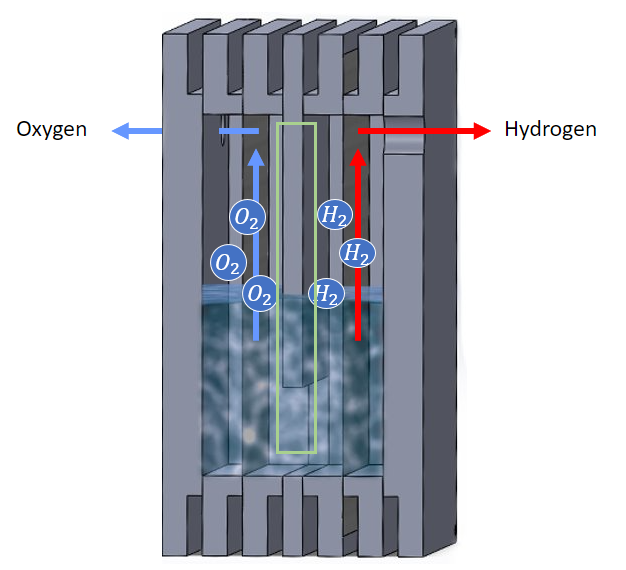 Oxygen
Hydrogen
O₂
H₂
O₂
H₂
O₂
H₂